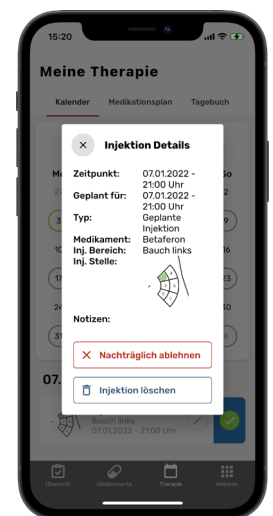 15:20
Meine Therapie
Kalender Medikationsplan Tagebuch
× Injektion Details
Mo So
Zeitpunkt: 07.01.2022 -
21:00 Uhr
Geplant für: 07.01.2022 -
21:00 Uhr
Typ: Geplante
Injektion
Medikament: Betaferon
Inj. Bereich: Bauch links
Inj. Stelle:
Notizen:
Nachträglich ablehnen
07.
Injektion löschen
Bauch links
07.01.2022 - 21:00 Uhr
Übersicht Medikamente Therapie Weiteres